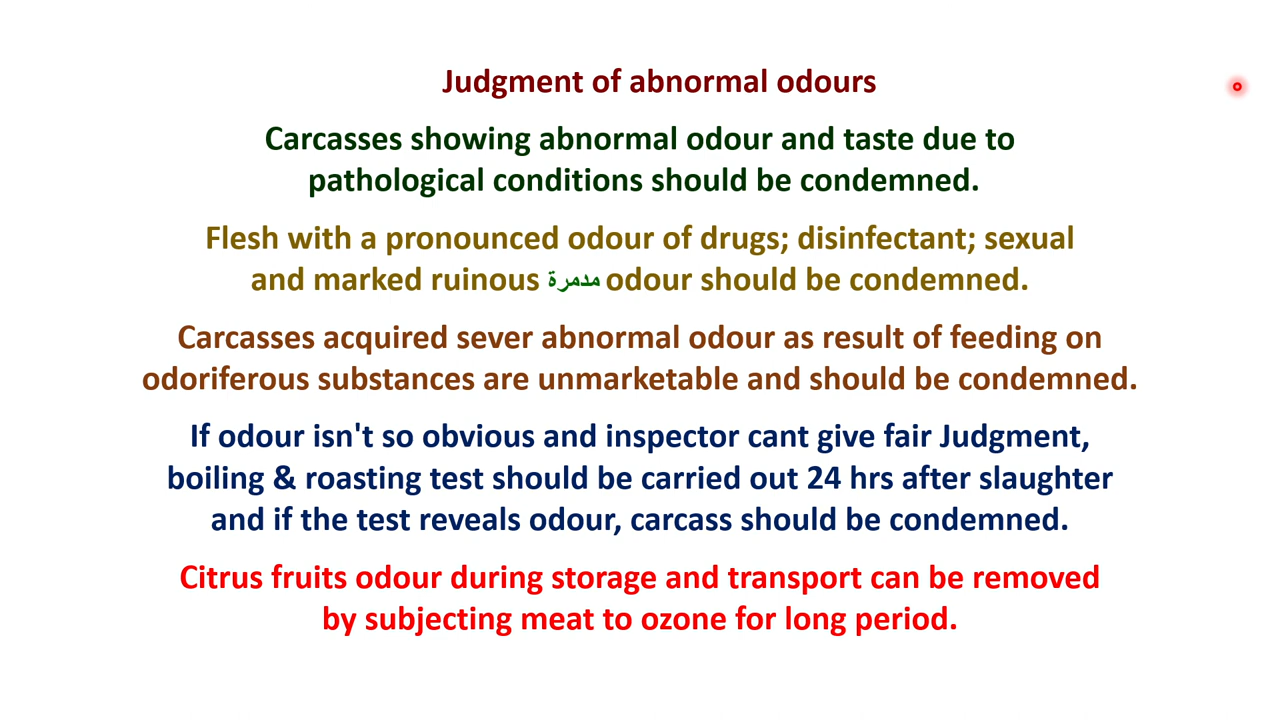 Judgment of abnormal odours
Carcasses showing abnormal odour and taste due to
pathological conditions should be condemned.
Flesh with a pronounced odour of drugs; disinfectant; sexual
and marked ruinous مدمرة odour should be condemned.
Carcasses acquired sever abnormal odour as result of feeding on
odoriferous substances are unmarketable and should be condemned.
If odour isn't so obvious and inspector cant give fair Judgment,
boiling & roasting test should be carried out 24 hrs after slaughter
and if the test reveals odour, carcass should be condemned.
Citrus fruits odour during storage and transport can be removed
by subjecting meat to ozone for long period.